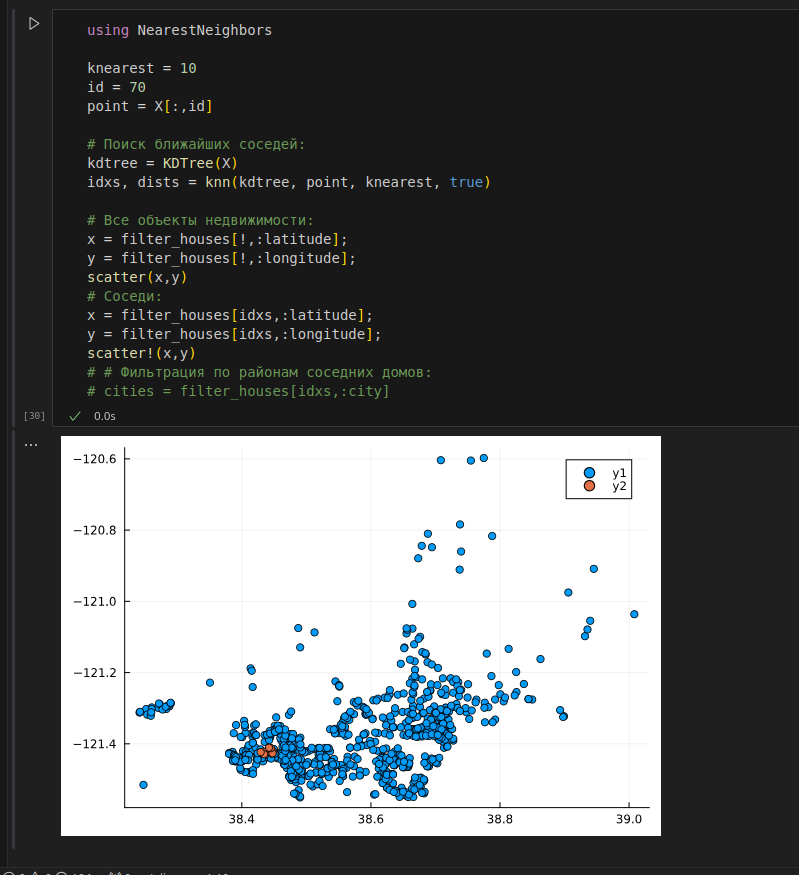 using NearestNeighbors
knearest = 10
id = 70
point = X[:,id]
# Поиск ближайших соседей:
kdtree = KDTree(X)
idxs, dists = knn(kdtree, point, knearest, true)
# Все объекты недвижимости:
x = filter_houses[!,:latitude];
y = filter_houses[!,:longitude];
scatter(x,y)
# Соседи:
x = filter_houses[idxs,:latitude];
y = filter_houses[idxs,:longitude];
scatter!(x,y)
# # Фильтрация по районам соседних домов:
# cities = filter_houses[idxs,:city]
[30]
0.0s
...
−120.6
y1
y2
−120.8
−121.0
−121.2
−121.4
38.4 38.6 38.8 39.0